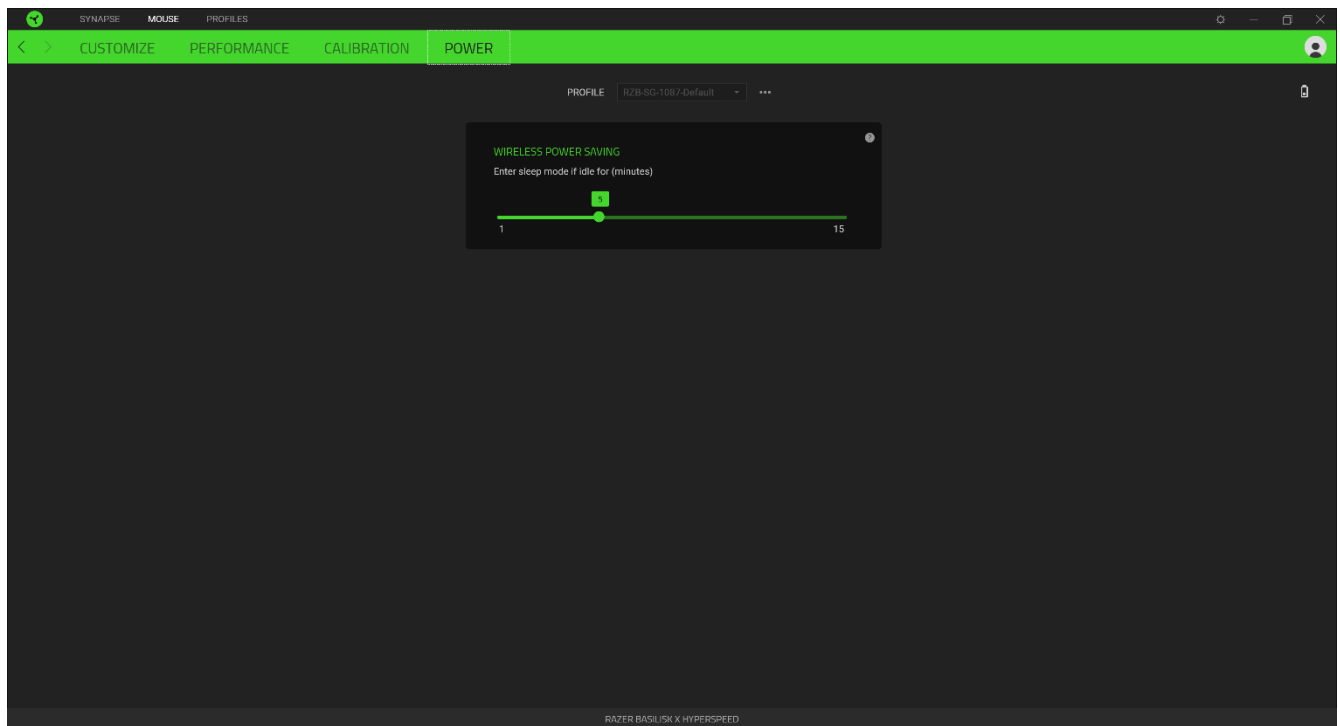 SYNAPSE MOUSE PROFILES
CUSTOMIZE PERFORMANCE CALIBRATION POWER
PROFILE RZB-SG-1087-Default
WIRELESS POWER SAVING
Enter sleep mode if idle for (minutes)
5
1 15
RAZER BASILISK X HYPERSPEED